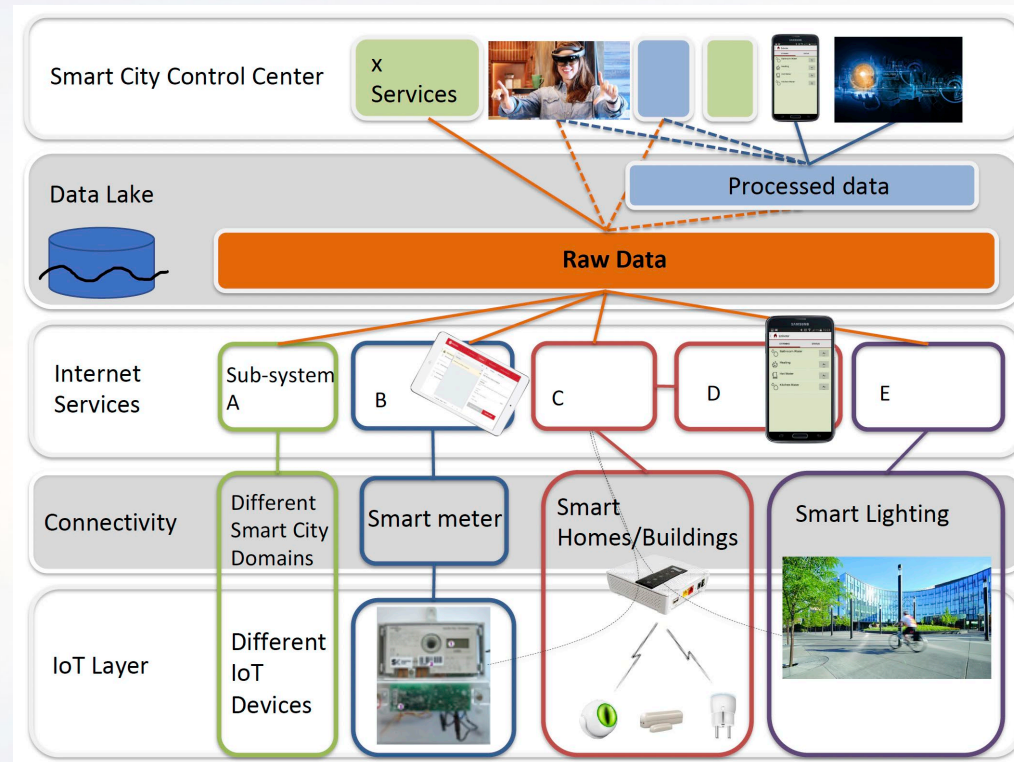 Smart City Control Center
x
Services
Data Lake
Processed data
Raw Data
Internet
Services
Sub-system
A
B
C
D
E
Connectivity
Different
Smart City
Domains
Smart meter
Smart
Homes/Buildings
Smart Lighting
IoT Layer
Different
IoT
Devices